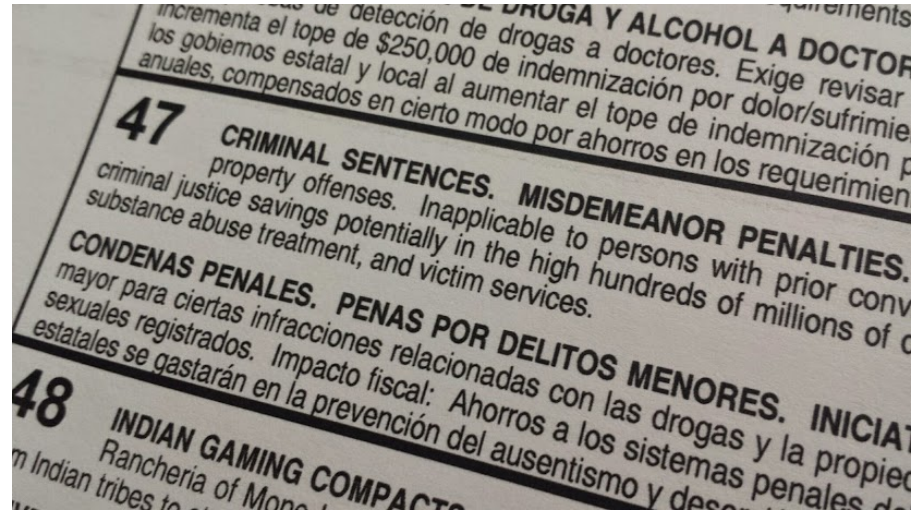 DE DROGA Y ALCOHOL A DOCTOR
de detección de drogas a doctores. Exige revisar
incrementa el tope de $250,000 de indemnización por dolor/sufrimie
los gobiernos estatal y local al aumentar el tope de indemnización p
anuales, compensados en cierto modo por ahorros en los requerimien
47 CRIMINAL SENTENCES. MISDEMEANOR PENALTIES.
property offenses. Inapplicable to persons with prior conv
criminal justice savings potentially in the high hundreds of millions of d
substance abuse treatment, and victim services.
CONDENAS PENALES. PENAS POR DELITOS MENORES. INICIAT
mayor para ciertas infracciones relacionadas con las drogas y la propied
sexuales registrados. Impacto fiscal: Ahorros a los sistemas penales de
estatales se gastarán en la prevención del ausentismo y
48 INDIAN GAMING COMPACTS
Rancheria of Mono
Indian tribes to